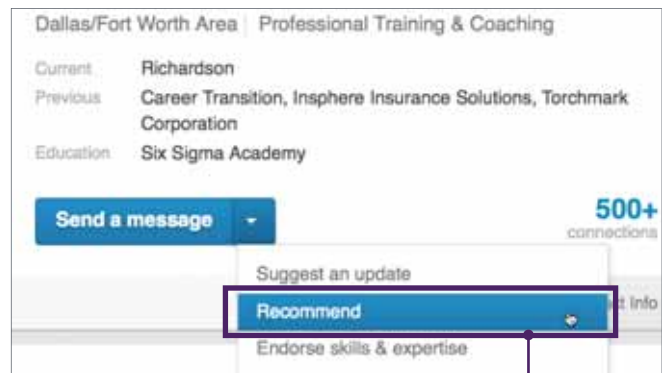 Dallas/Fort Worth Area | Professional Training & Coaching
Current Richardson
Previous Career Transition, Insphere Insurance Solutions, Torchmark
Corporation
Education Six Sigma Academy
Send a message
500+
connections
Suggest an update
Recommend
Info
Endorse skills & expertise